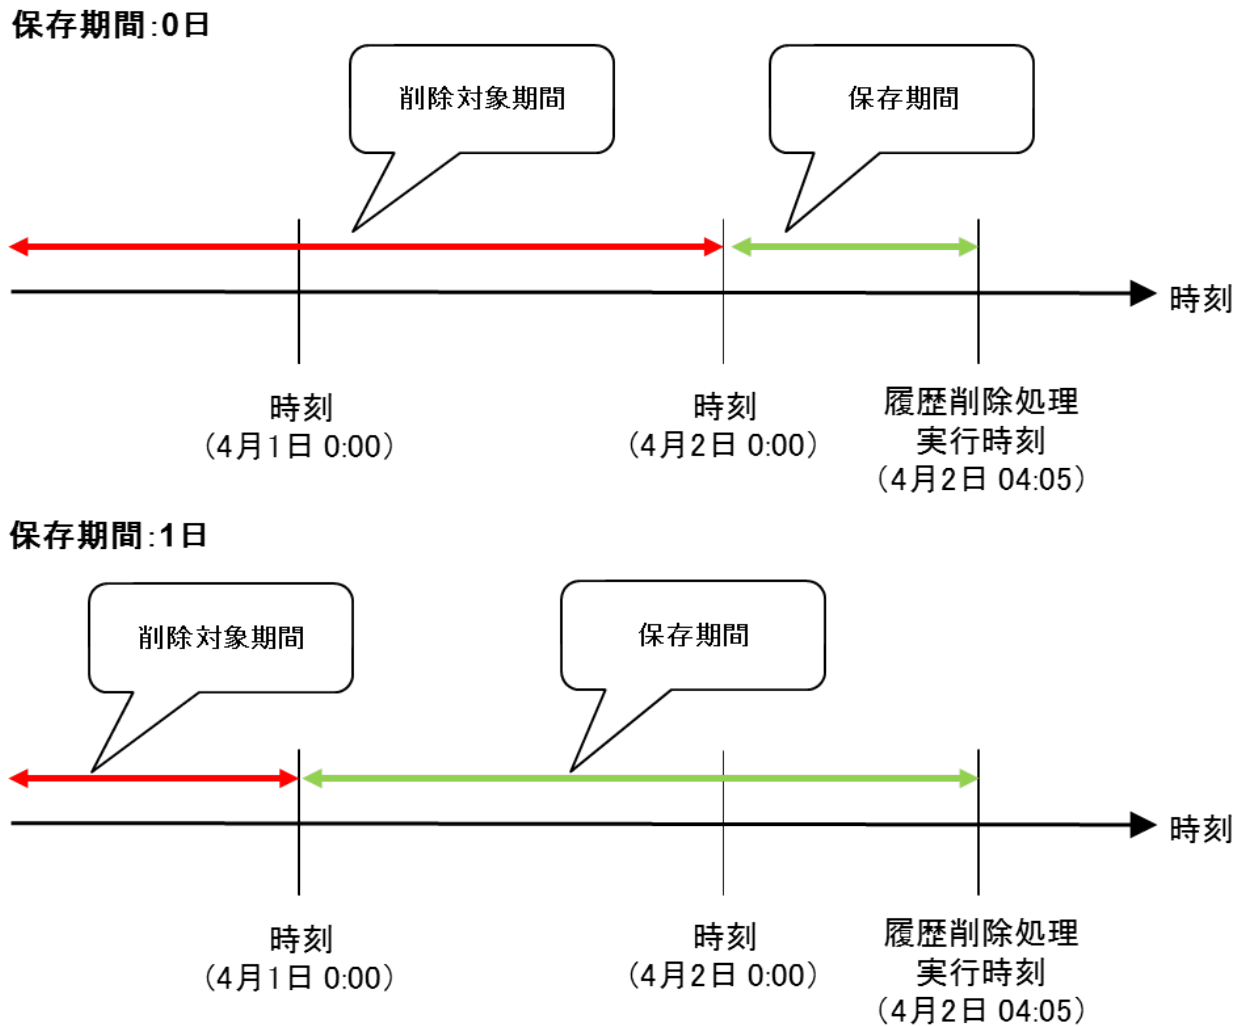 保存期間:0日
削除対象期間
保存期間
時刻
時刻
(4月1日 0:00)
時刻
(4月2日 0:00)
履歴削除処理
実行時刻
(4月2日 04:05)
保存期間:1日
削除対象期間
保存期間
時刻
時刻
(4月1日 0:00)
時刻
(4月2日 0:00)
履歴削除処理
実行時刻
(4月2日 04:05)